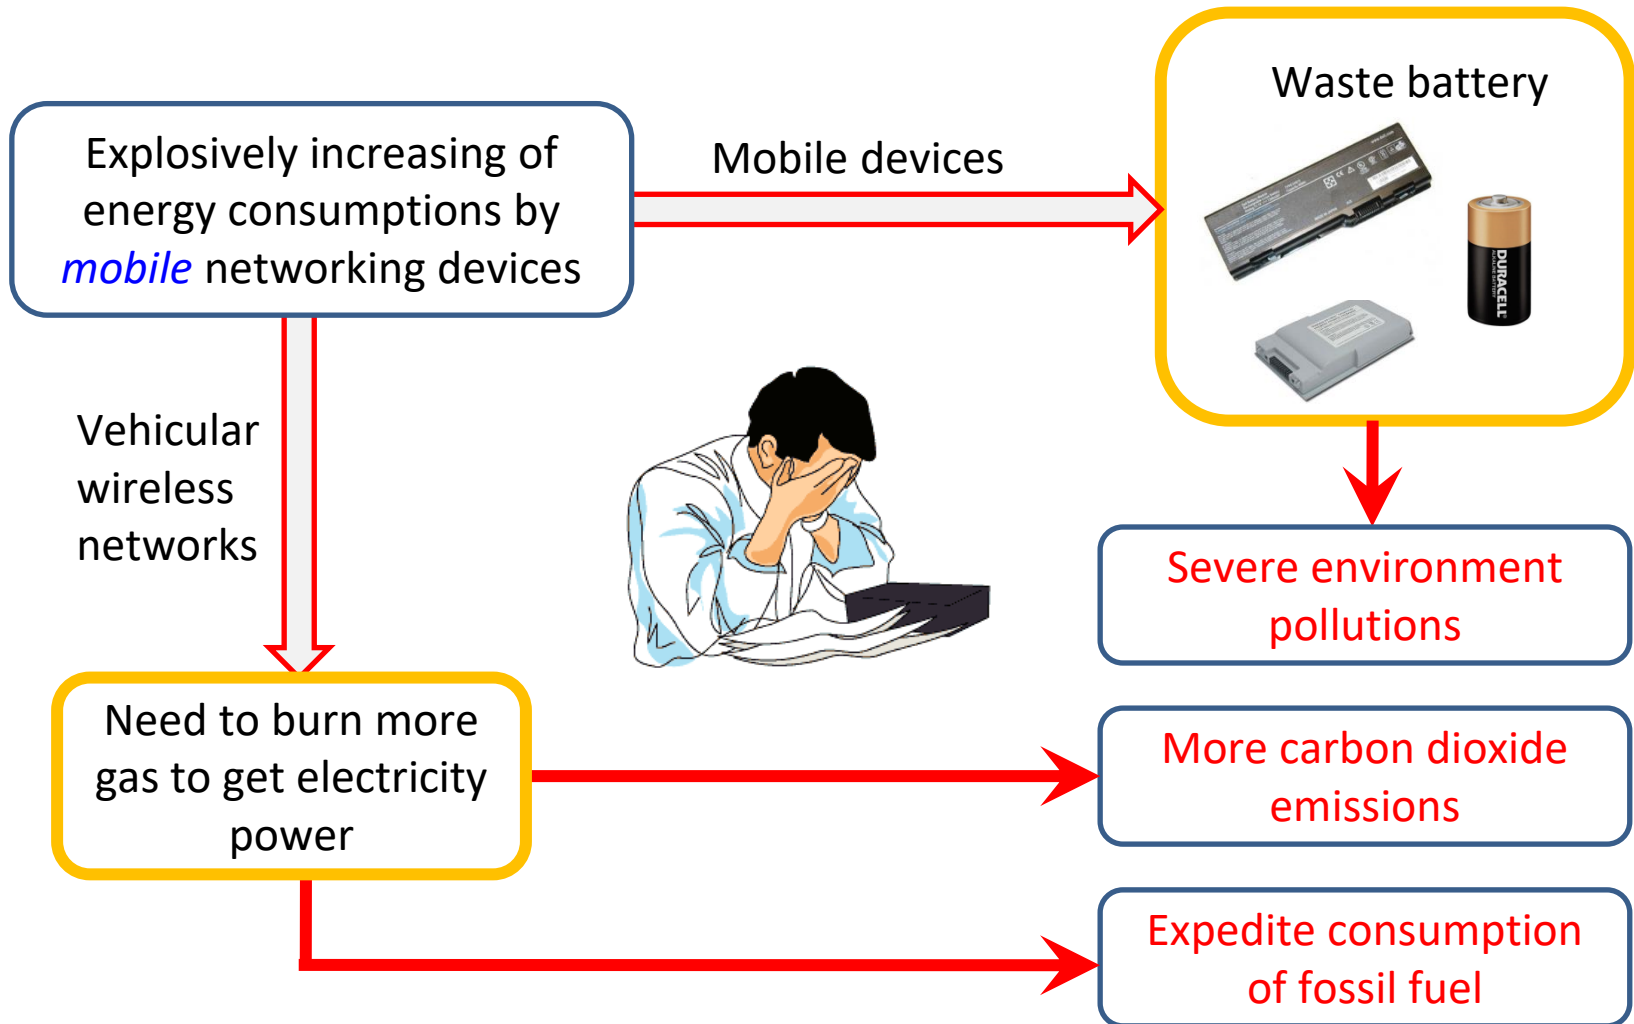 Waste battery
Explosively increasing of
energy consumptions by
mobile networking devices
Mobile devices
DURACELL
ALKALINE BATTERY
Vehicular
wireless
networks
Severe environment
pollutions
Need to burn more
gas to get electricity
power
More carbon dioxide
emissions
Expedite consumption
of fossil fuel